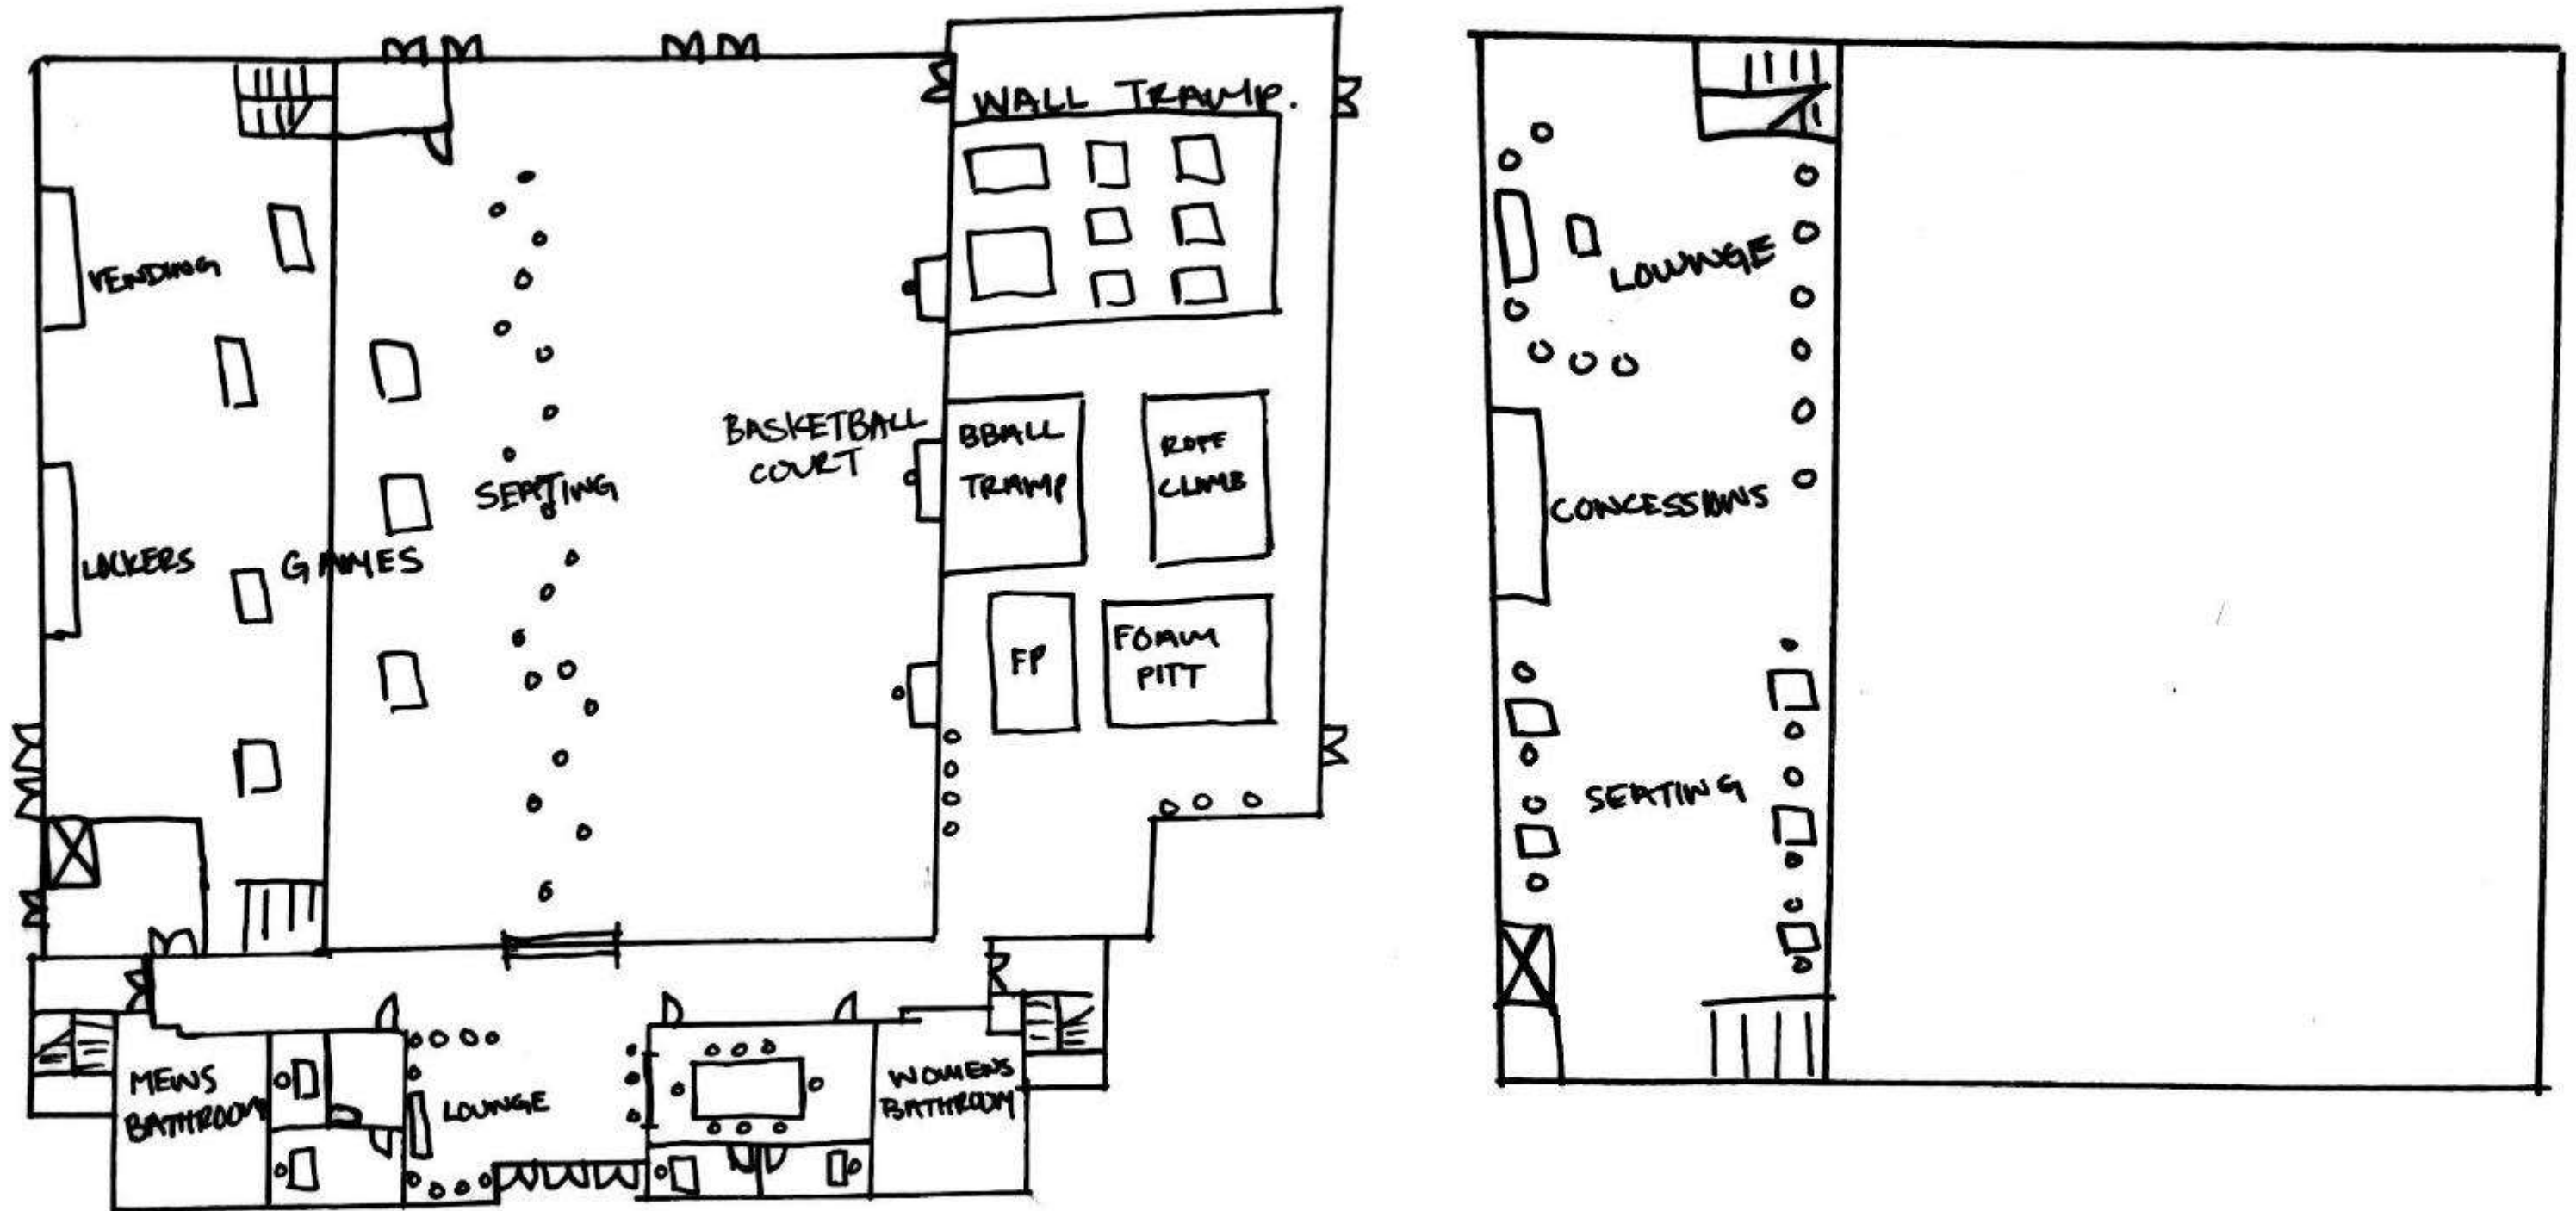 WALL TRAMP.
VENDING
BASKETBALL
COURT
BBALL
TRAMP
ROPE
CLIMB
SEATING
LOCKERS
GAMES
FP
FOAM
PITT
MENS
BATHROOM
LOUNGE
WOMENS
BATHROOM
LOUNGE
CONCESSIONS
SEATING